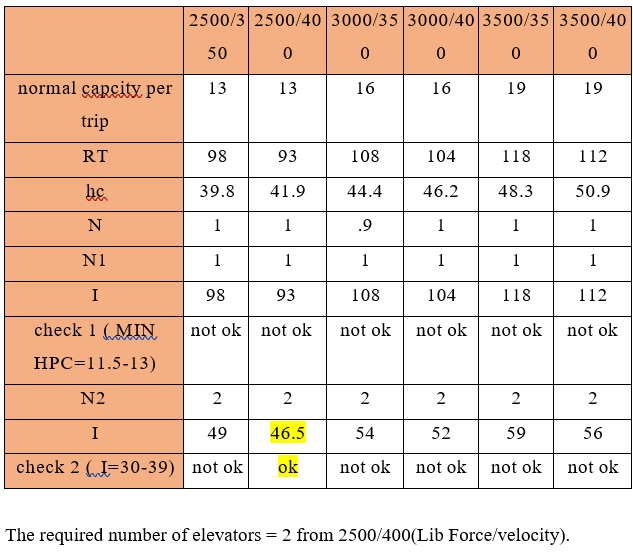 2500/3 2500/40 3000/35 3000/40 3500/35 3500/40
50 0 0 0 0 0
normal capcity per 13 13 16 16 19 19
trip
RT 98 93 108 104 118 112
hc 39.8 41.9 44.4 46.2 48.3 50.9
N 1 1 .9 1 1 1
N1 1 1 1 1 1 1
I 98 93 108 104 118 112
check 1 ( MIN not ok not ok not ok not ok not ok not ok
HPC=11.5-13)
N2 2 2 2 2 2 2
I 49 46.5 54 52 59 56
check 2 ( I=30-39) not ok ok not ok not ok not ok not ok
The required number of elevators = 2 from 2500/400(Lib Force/velocity).